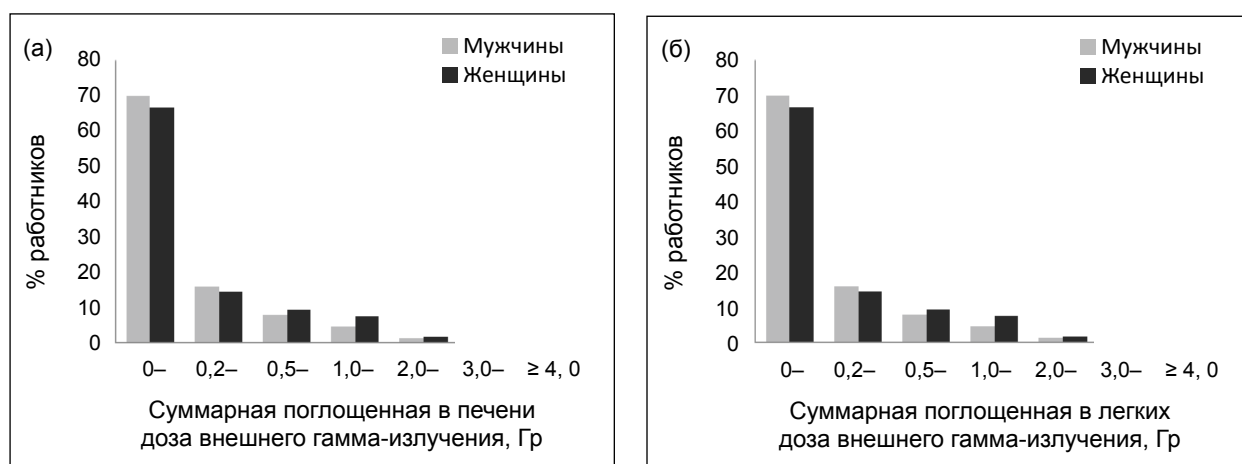 (а)
Мужчины
Женщины
80
70
60
50
40
30
20
10
0
% работников
0– 0,2– 0,5– 1,0– 2,0– 3,0– ≥ 4, 0
Суммарная поглощенная в печени
доза внешнего гамма-излучения, Гр
(б)
Мужчины
Женщины
80
70
60
50
40
30
20
10
0
% работников
0– 0,2– 0,5– 1,0– 2,0– 3,0– ≥ 4, 0
Суммарная поглощенная в легких
доза внешнего гамма-излучения, Гр